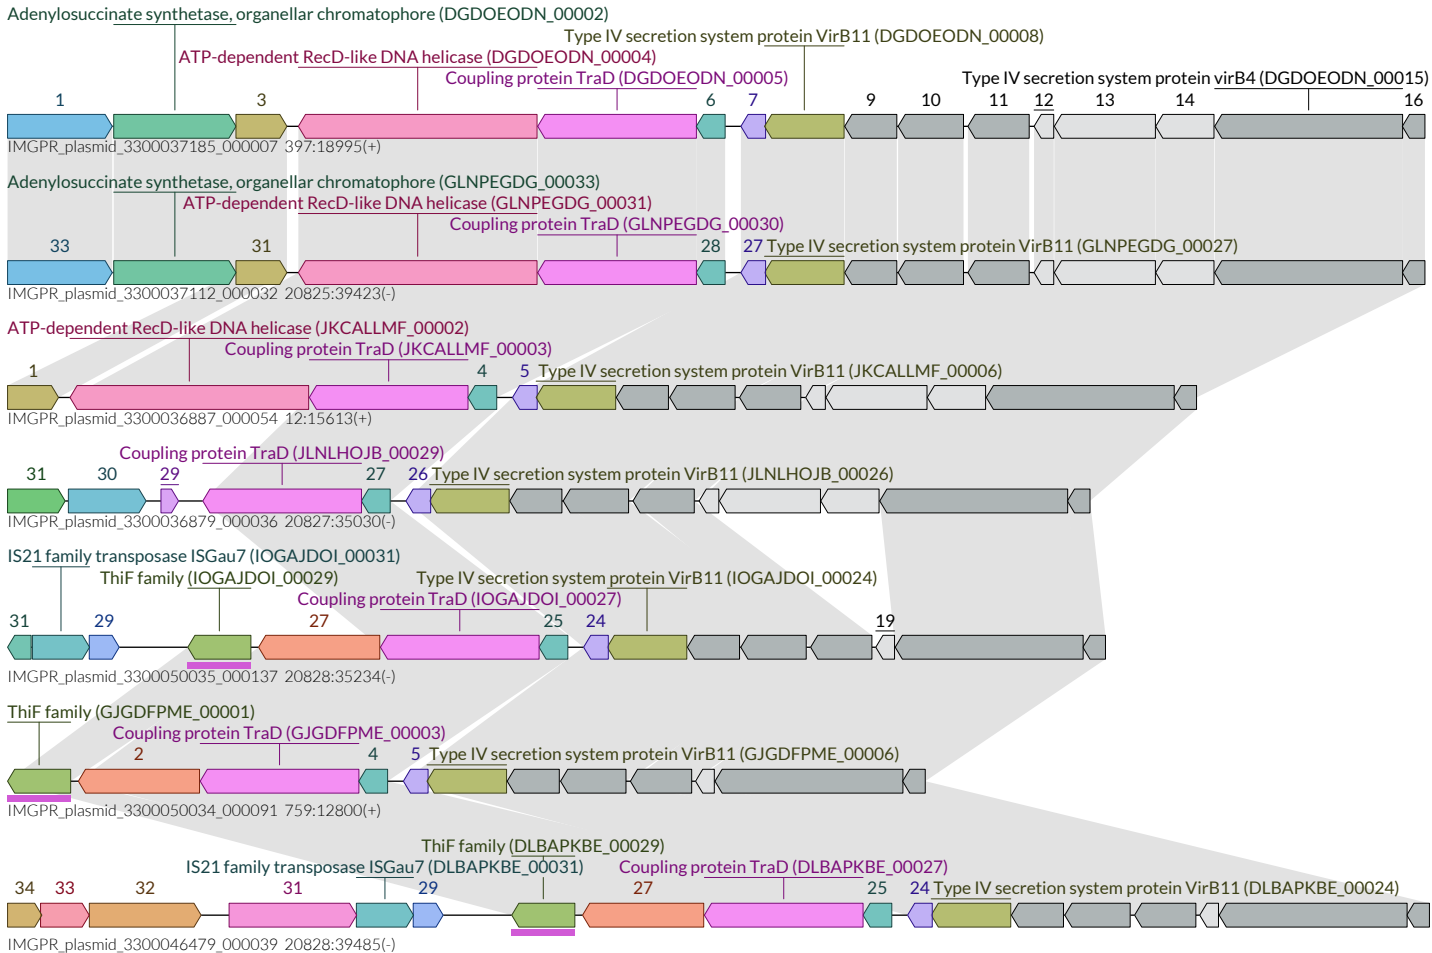 Adenylosuccinate synthetase, organellar chromatophore (DGDOEODN_00002)
Type IV secretion system protein VirB11 (DGDOEODN_00008)
ATP-dependent RecD-like DNA helicase (DGDOEODN_00004)
Coupling protein TraD (DGDOEODN_00005) Type IV secretion system protein virB4 (DGDOEODN_00015)
1 3 6 7 9 10 11 12 13 14 16
IMGPR_plasmid_3300037185_000007 397:18995(+)
Adenylosuccinate synthetase, organellar chromatophore (GLNPEGDG_00033)
ATP-dependent RecD-like DNA helicase (GLNPEGDG_00031)
Coupling protein TraD (GLNPEGDG_00030)
33 31 28 27 Type IV secretion system protein VirB11 (GLNPEGDG_00027)
IMGPR_plasmid_3300037112_000032 20825:39423(-)
ATP-dependent RecD-like DNA helicase (JKCALLMF_00002)
Coupling protein TraD (JKCALLMF_00003)
1 4 5 Type IV secretion system protein VirB11 (JKCALLMF_00006)
IMGPR_plasmid_3300036887_000054 12:15613(+)
Coupling protein TraD (JLNLHOJB_00029)
31 30 29 27 26 Type IV secretion system protein VirB11 (JLNLHOJB_00026)
IMGPR_plasmid_3300036879_000036 20827:35030(-)
IS21 family transposase ISGau7 (IOGAJDOI_00031)
ThiF family (IOGAJDOI_00029) Type IV secretion system protein VirB11 (IOGAJDOI_00024)
Coupling protein TraD (IOGAJDOI_00027)
31 29 27 25 24 19
IMGPR_plasmid_3300050035_000137 20828:35234(-)
ThiF family (GJGDFPME_00001)
Coupling protein TraD (GJGDFPME_00003)
2 4 5 Type IV secretion system protein VirB11 (GJGDFPME_00006)
IMGPR_plasmid_3300050034_000091 759:12800(+)
ThiF family (DLBAPKBE_00029)
IS21 family transposase ISGau7 (DLBAPKBE_00031) Coupling protein TraD (DLBAPKBE_00027)
34 33 32 31 29 27 25 24 Type IV secretion system protein VirB11 (DLBAPKBE_00024)
IMGPR_plasmid_3300046479_000039 20828:39485(-)